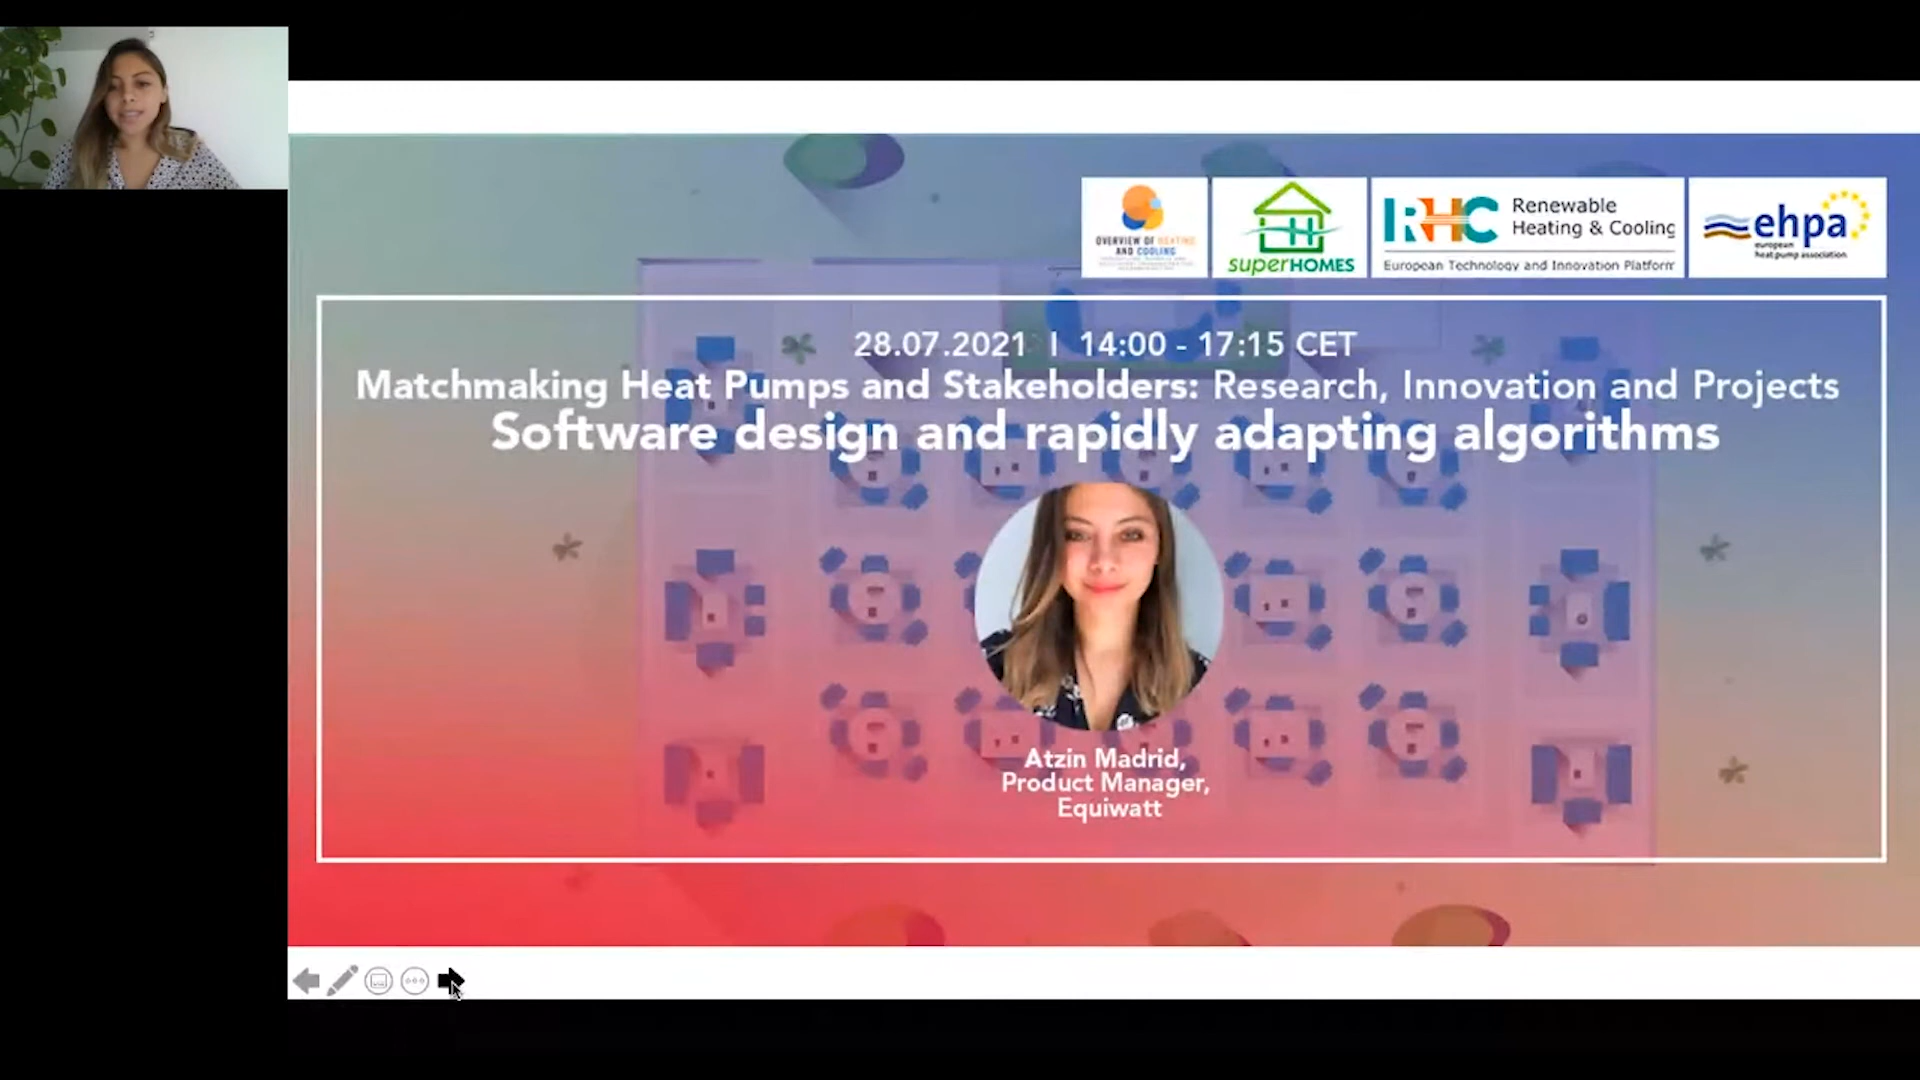 OVERVIEW OF HEATING
AND COOLING
superHOMES
RHC Renewable
Heating & Cooling
European Technology and Innovation Platform
ehpa
european
heat pump association
28.07.2021 | 14:00 - 17:15 CET
Matchmaking Heat Pumps and Stakeholders: Research, Innovation and Projects
Software design and rapidly adapting algorithms
Atzin Madrid,
Product Manager,
Equiwatt